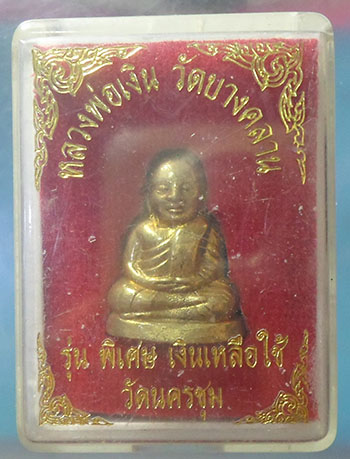 หลวงพ่อเงิน วัดบางคลาน
รุ่น พิเศษ เงินเหลือใช้
วัดนครชุม